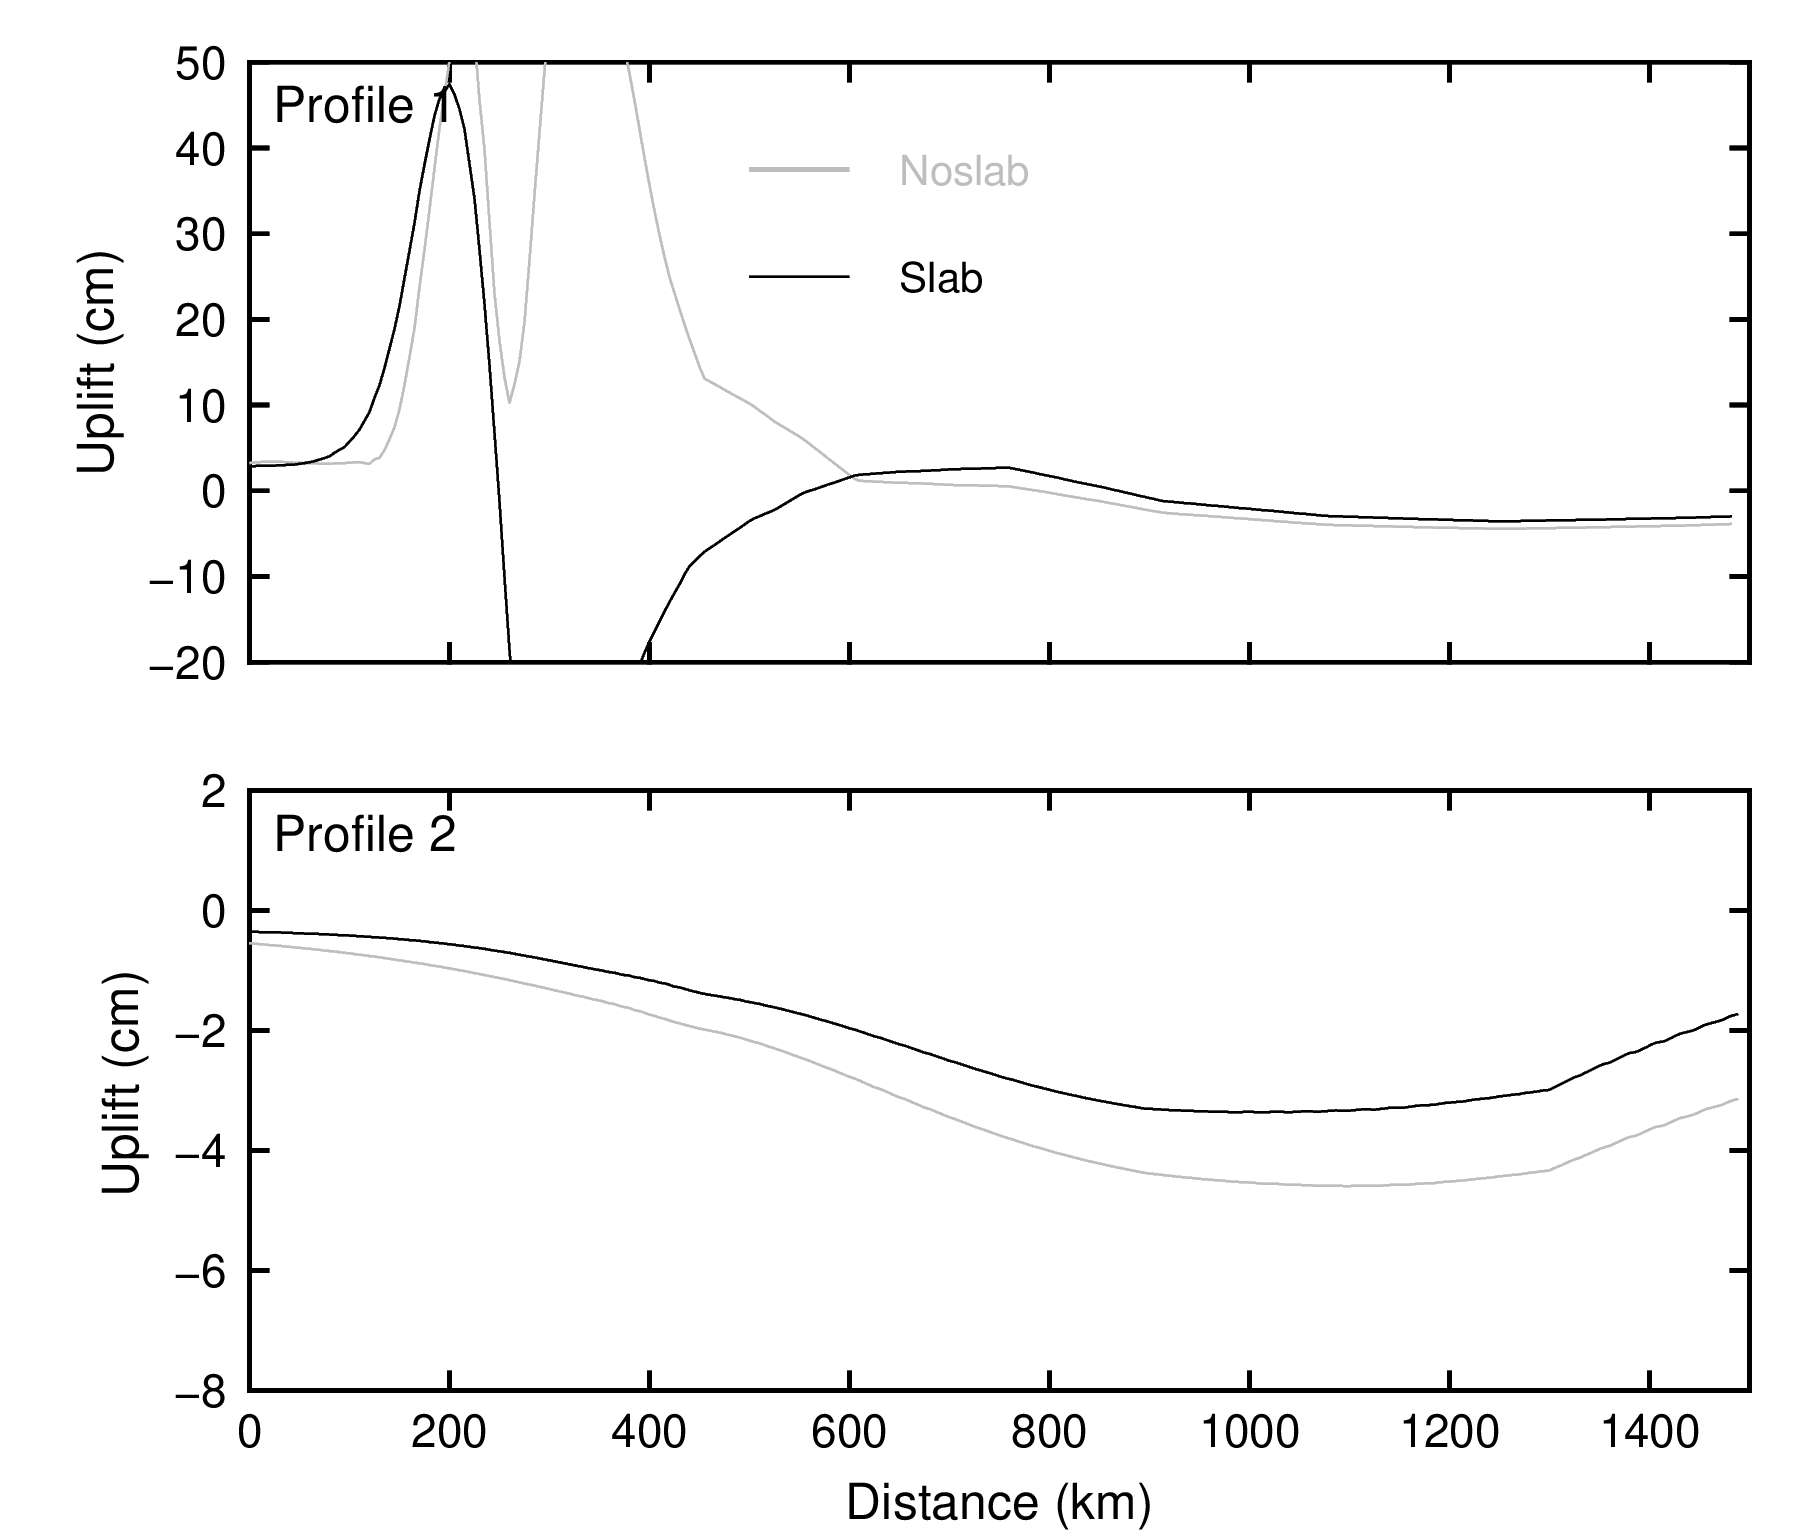 50
Profile 1
40
Noslab
30
Slab
20
10
0
−10
−20
Uplift (cm)
2
Profile 2
0
−2
−4
−6
−8
Uplift (cm)
0 200 400 600 800 1000 1200 1400
Distance (km)